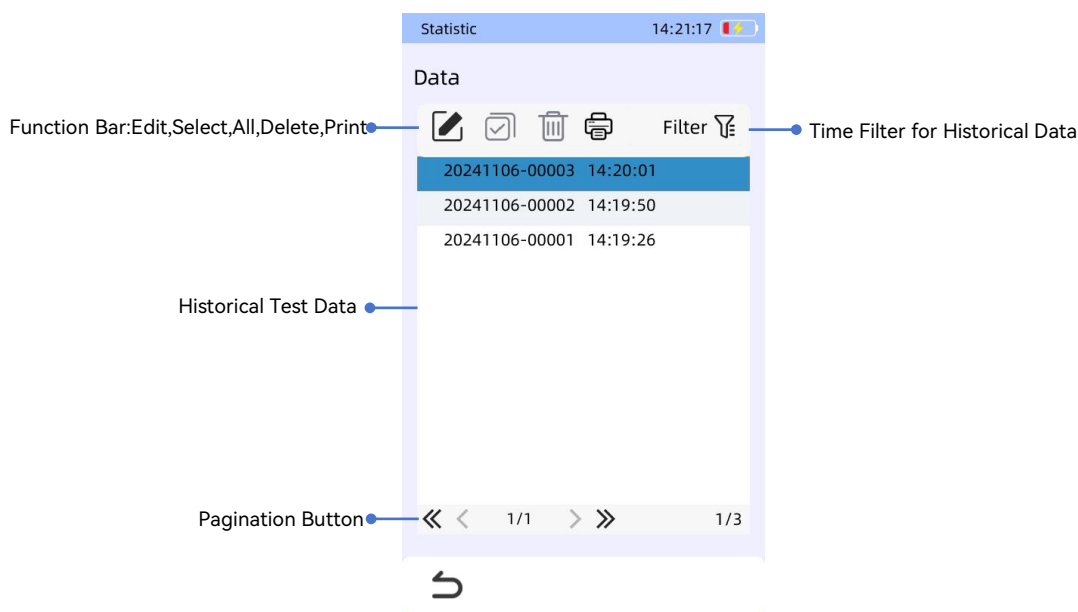 Statistic 14:21:17
Data
Function Bar:Edit,Select,All,Delete,Print
Filter
Time Filter for Historical Data
20241106-00003 14:20:01
20241106-00002 14:19:50
20241106-00001 14:19:26
Historical Test Data
Pagination Button
1/1 1/3